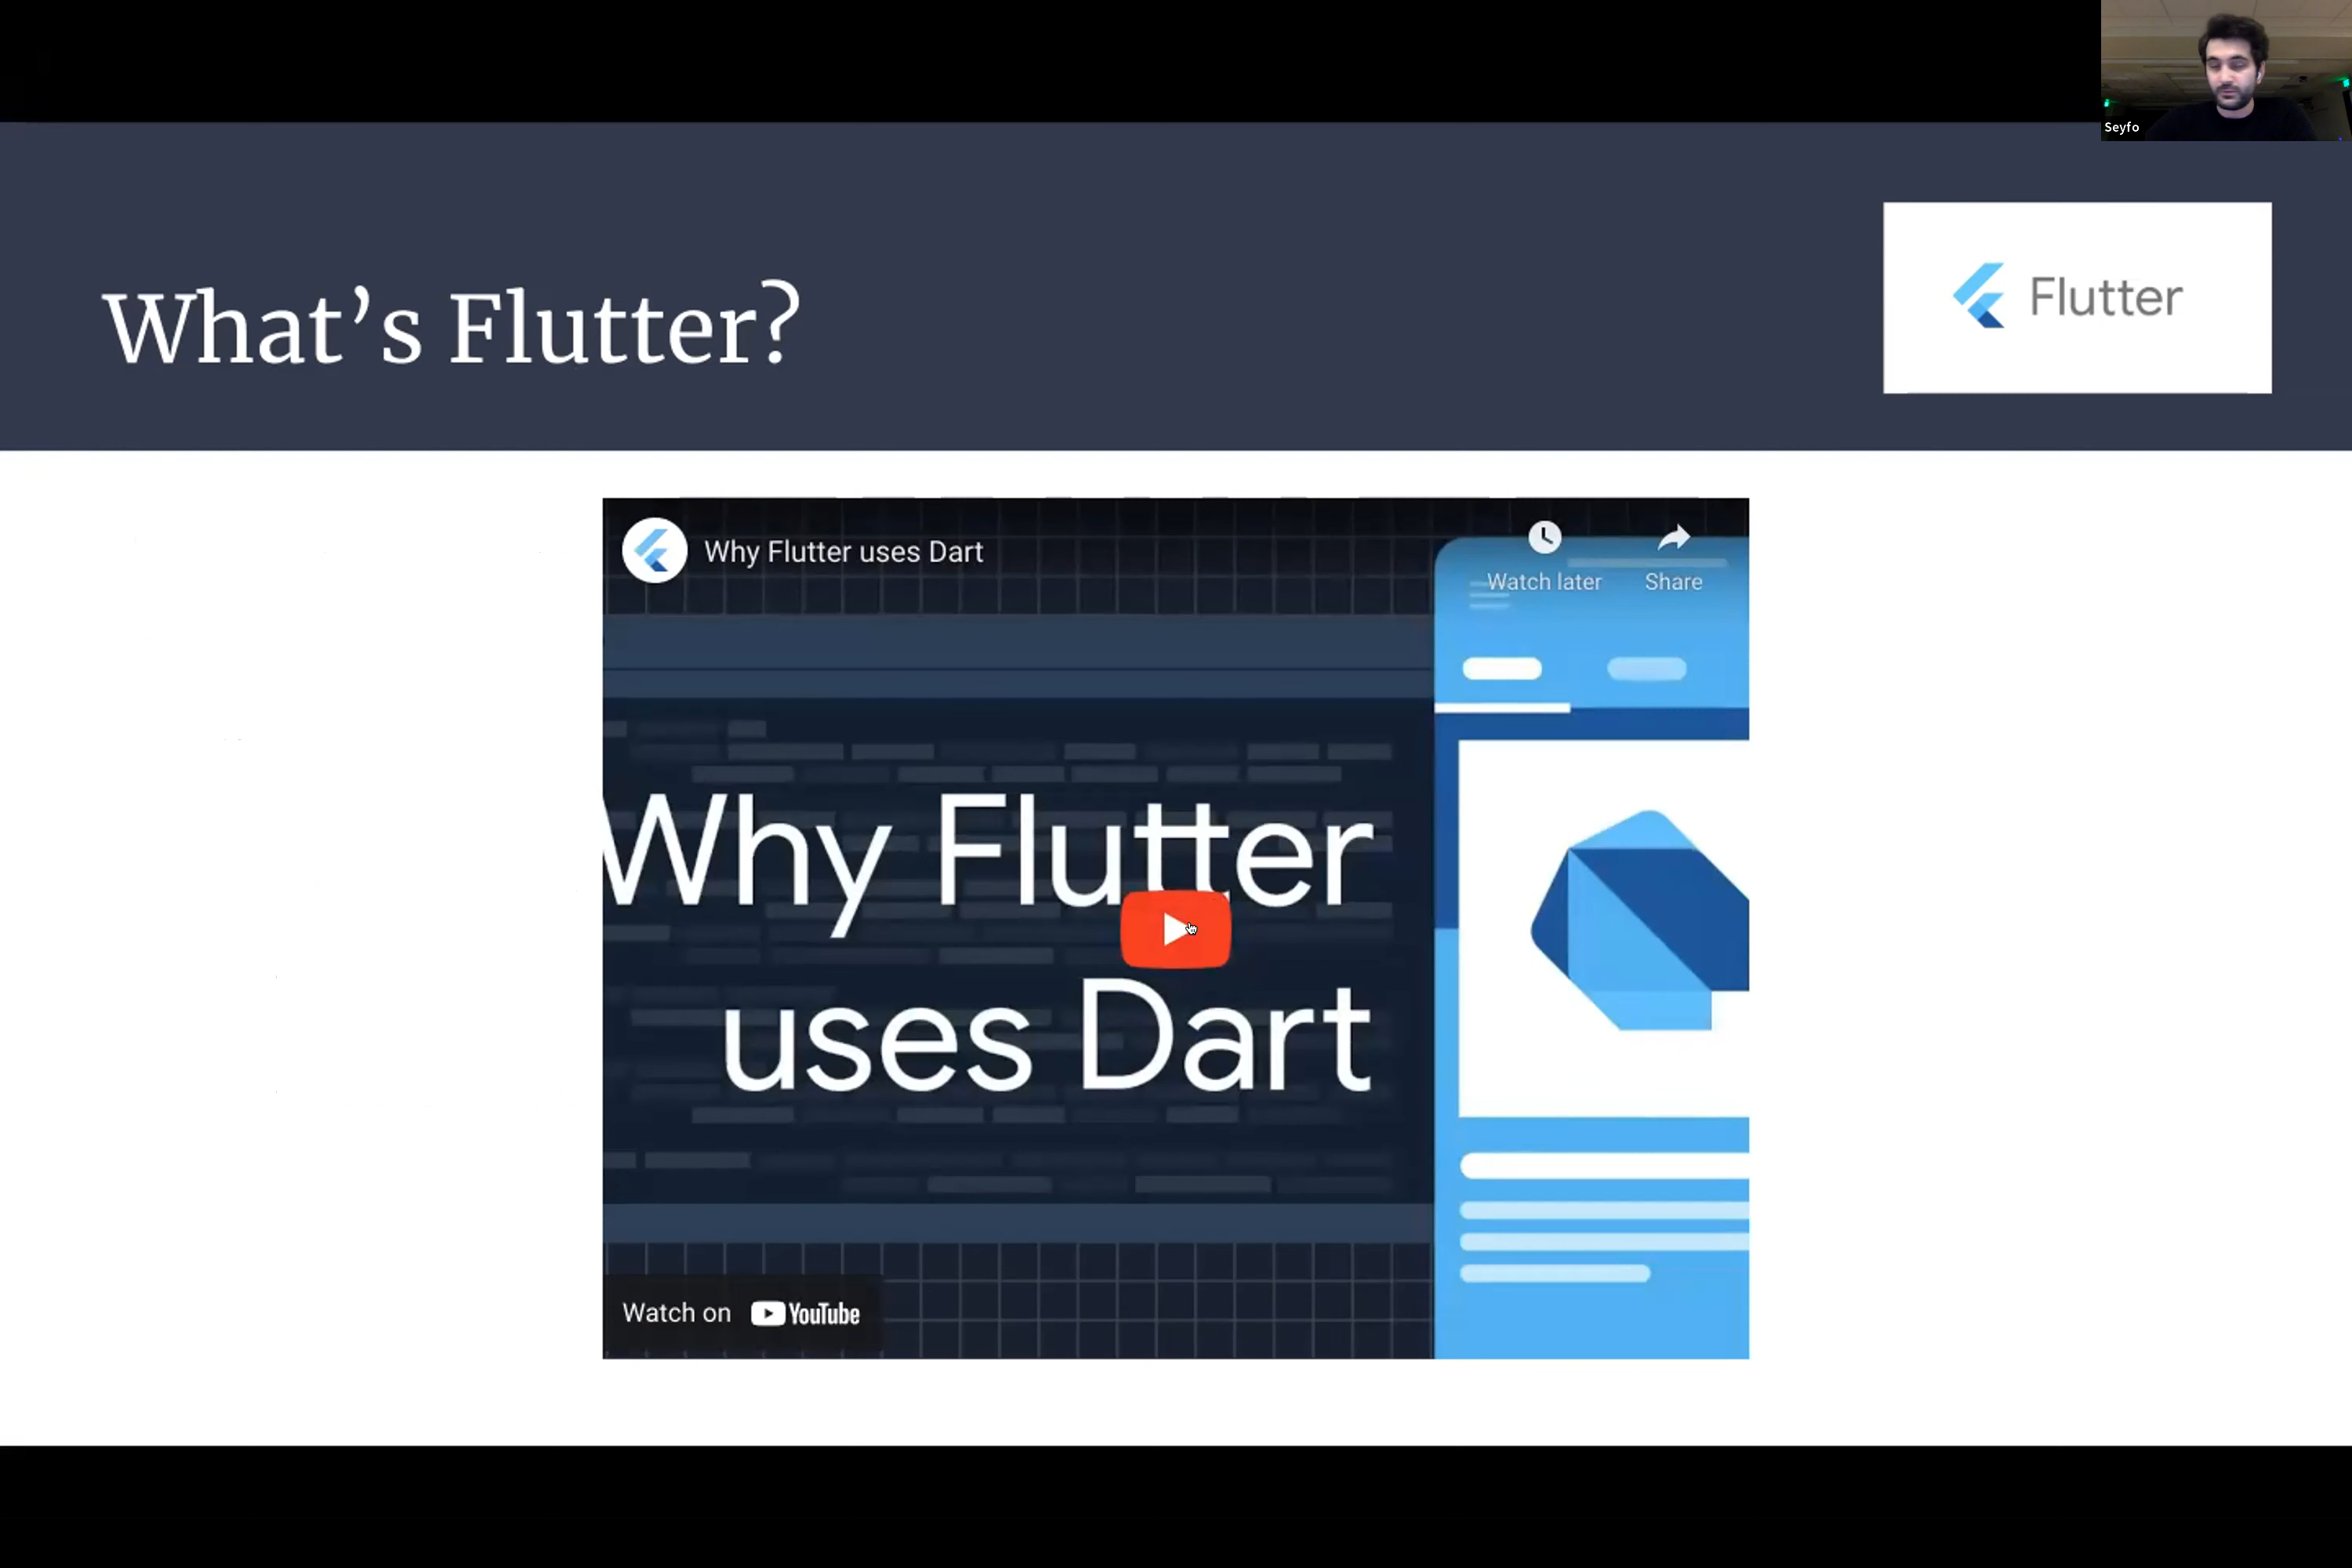 Seyfo
What’s Flutter?
Flutter
Why Flutter uses Dart
Watch later
Share
Why Flutter
uses Dart
Watch on YouTube